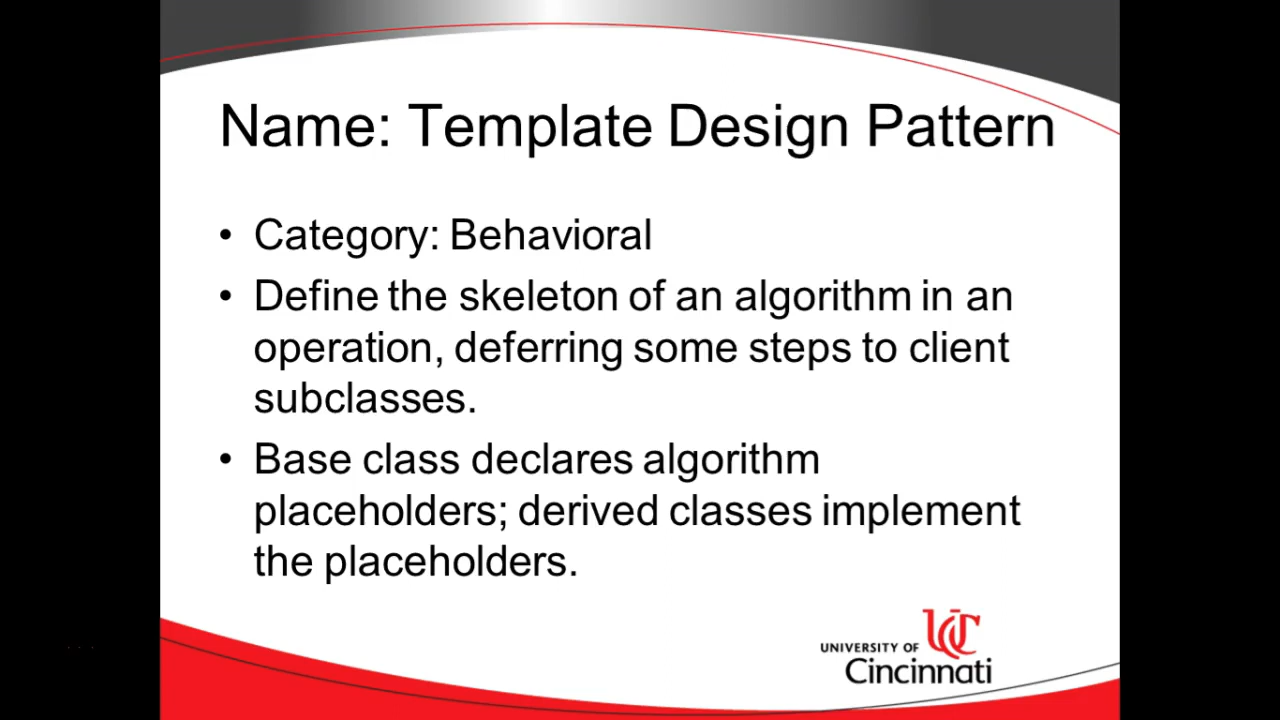 Name: Template Design Pattern
• Category: Behavioral
• Define the skeleton of an algorithm in an
operation, deferring some steps to client
subclasses.
• Base class declares algorithm
placeholders; derived classes implement
the placeholders.
UC
UNIVERSITY OF
Cincinnati